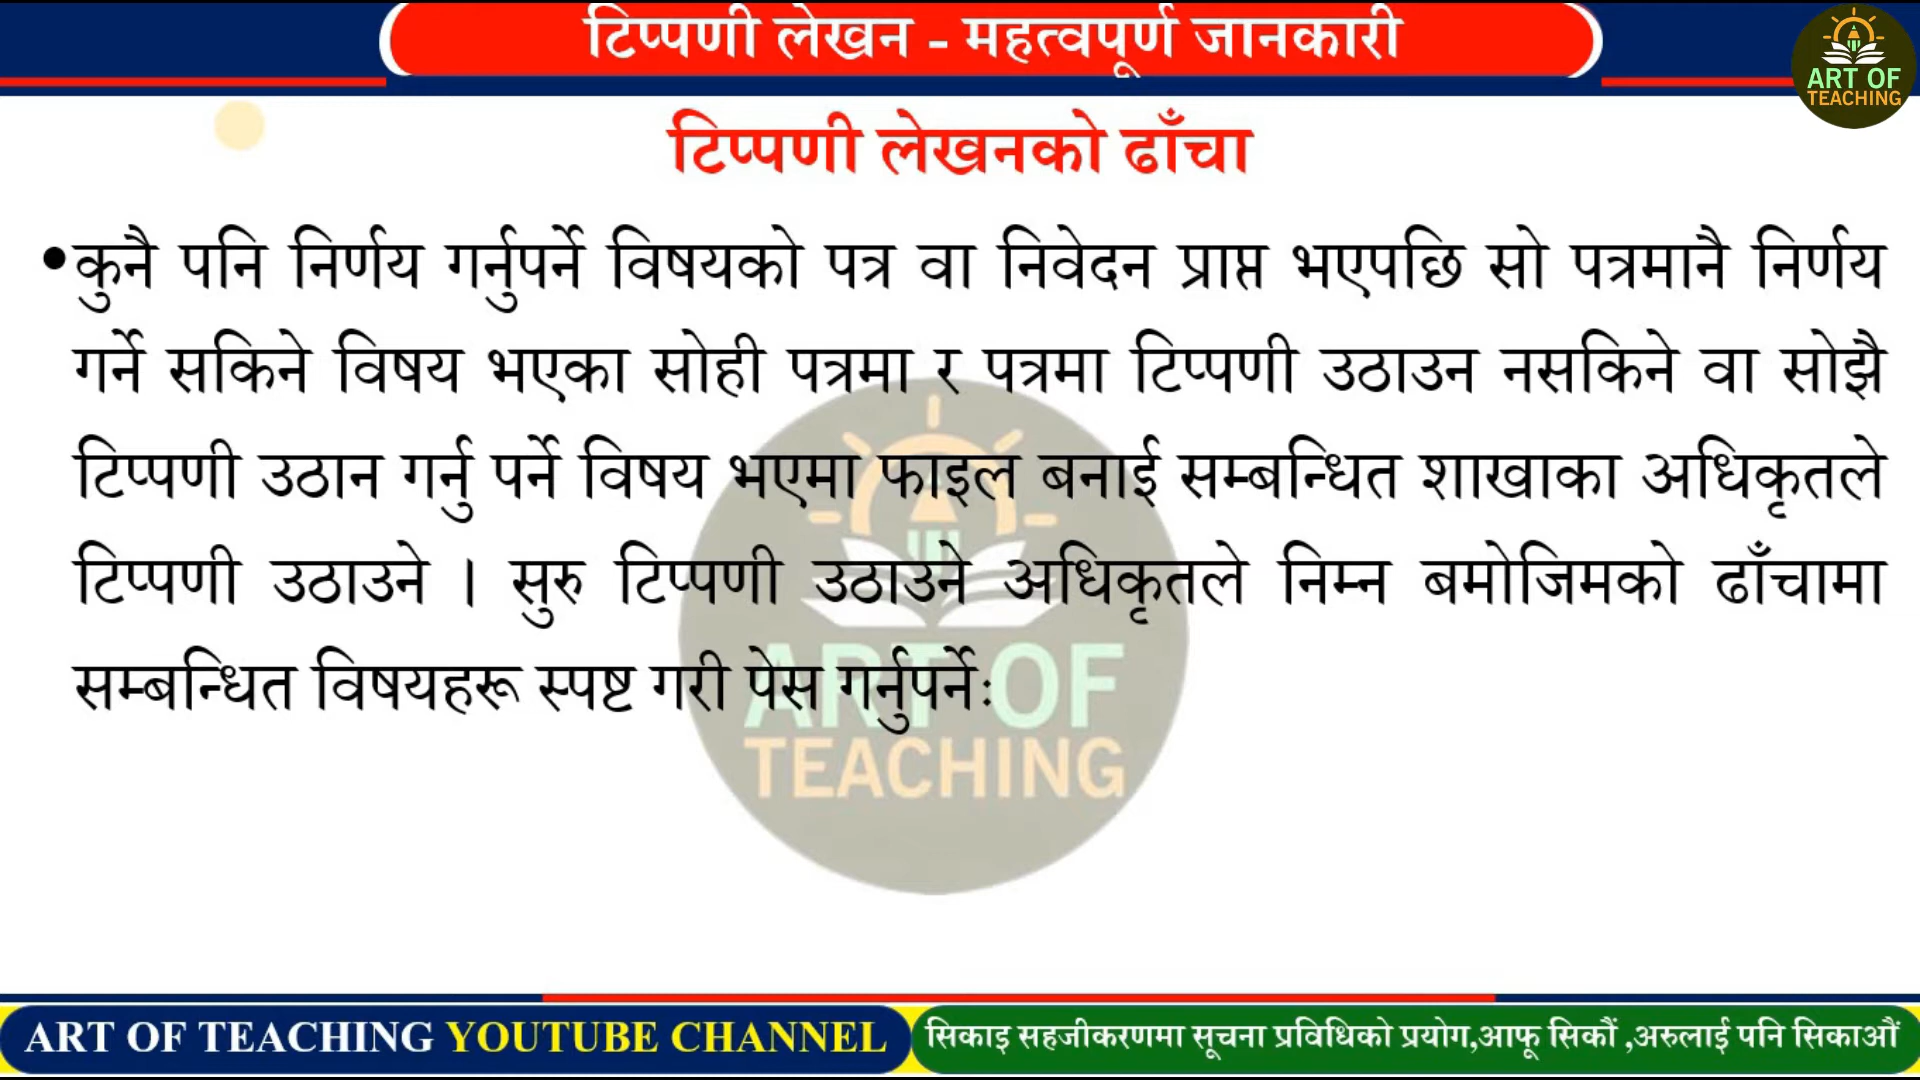 टिप्पणी लेखन - महत्वपूर्ण जानकारी
ART OF
TEACHING
टिप्पणी लेखनको ढाँचा
•कुनै पनि निर्णय गर्नुपर्ने विषयको पत्र वा निवेदन प्राप्त भएपछि सो पत्रमानै निर्णय
गर्ने सकिने विषय भएका सोही पत्रमा र पत्रमा टिप्पणी उठाउन नसकिने वा सोझै
टिप्पणी उठान गर्नु पर्ने विषय भएमा फाइल बनाई सम्बन्धित शाखाका अधिकृतले
टिप्पणी उठाउने । सुरु टिप्पणी उठाउने अधिकृतले निम्न बमोजिमको ढाँचामा
सम्बन्धित विषयहरू स्पष्ट गरी पेस गर्नुपर्नेः
ART OF
TEACHING
ART OF TEACHING YOUTUBE CHANNEL
सिकाइ सहजीकरणमा सूचना प्रविधिको प्रयोग,आफू सिकौं ,अरुलाई पनि सिकाऔं